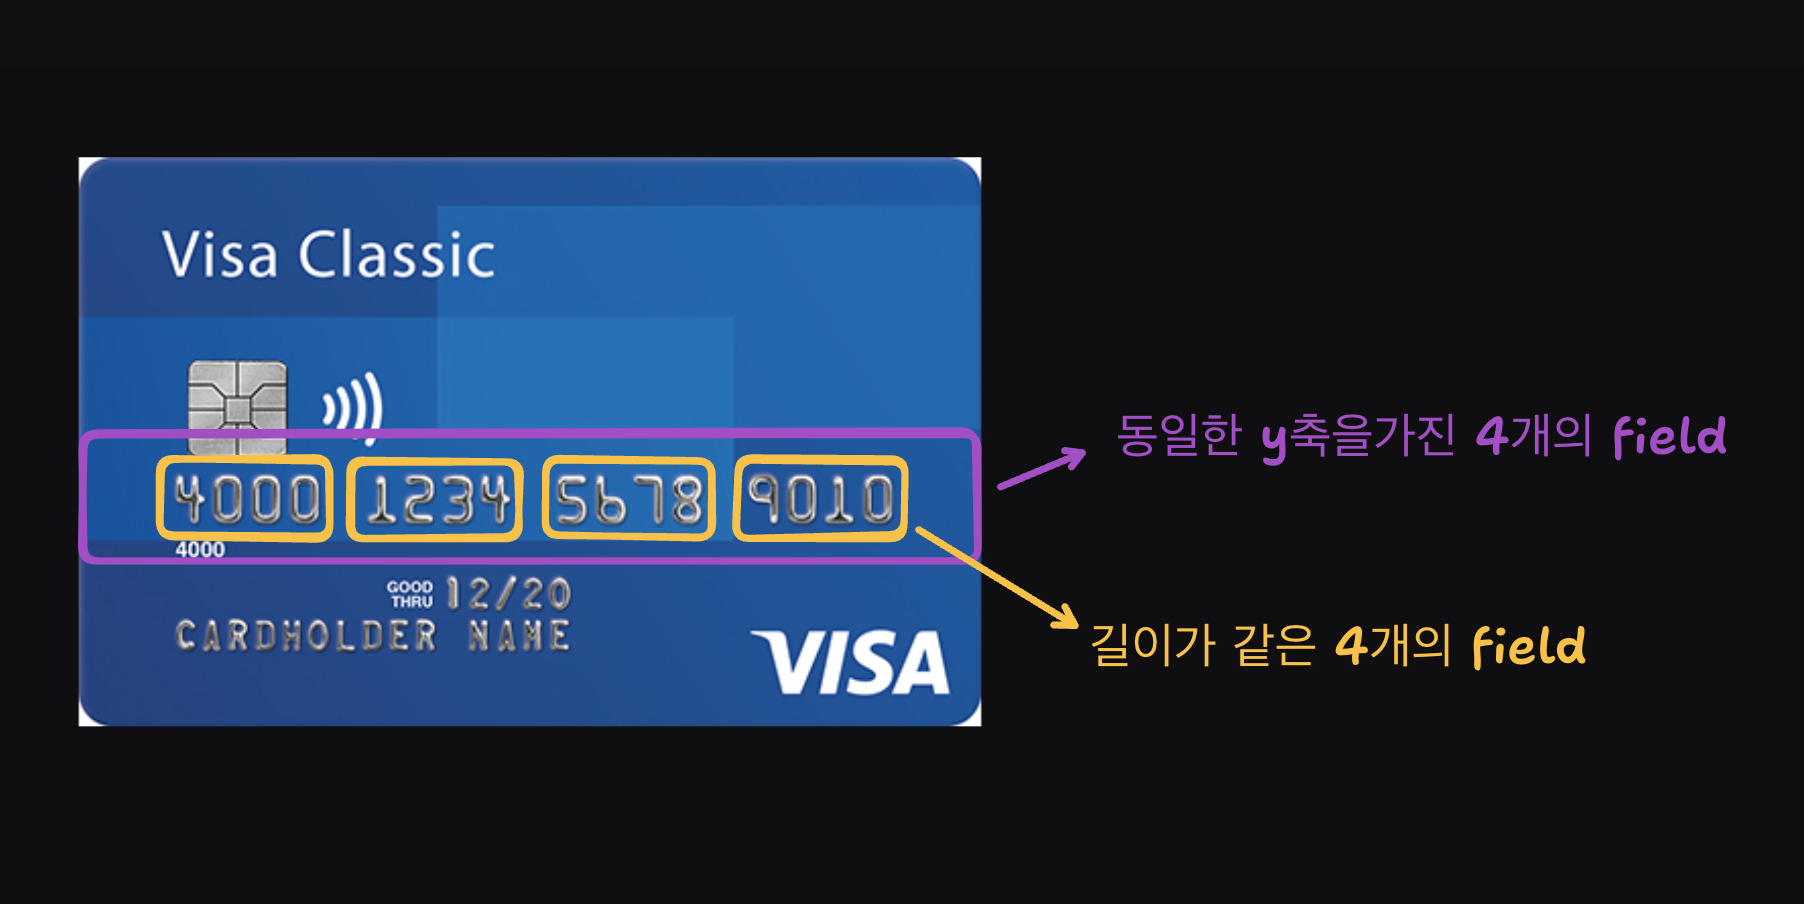 Visa Classic
4000 1234 5678 9010
4000
GOOD THRU 12/20
CARDHOLDER NAME
VISA
동일한 y축을가진 4개의 field
길이가 같은 4개의 field